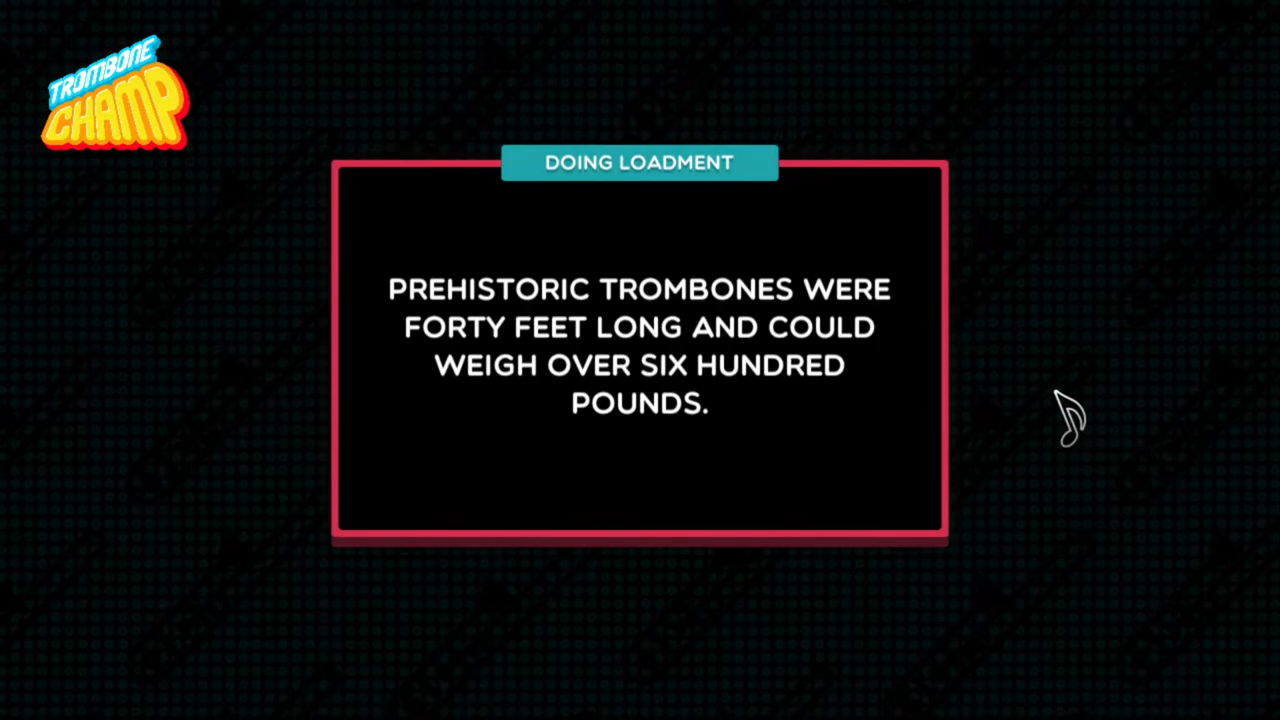 TROMBONE
CHAMP
DOING LOADMENT
PREHISTORIC TROMBONES WERE
FORTY FEET LONG AND COULD
WEIGH OVER SIX HUNDRED
POUNDS.